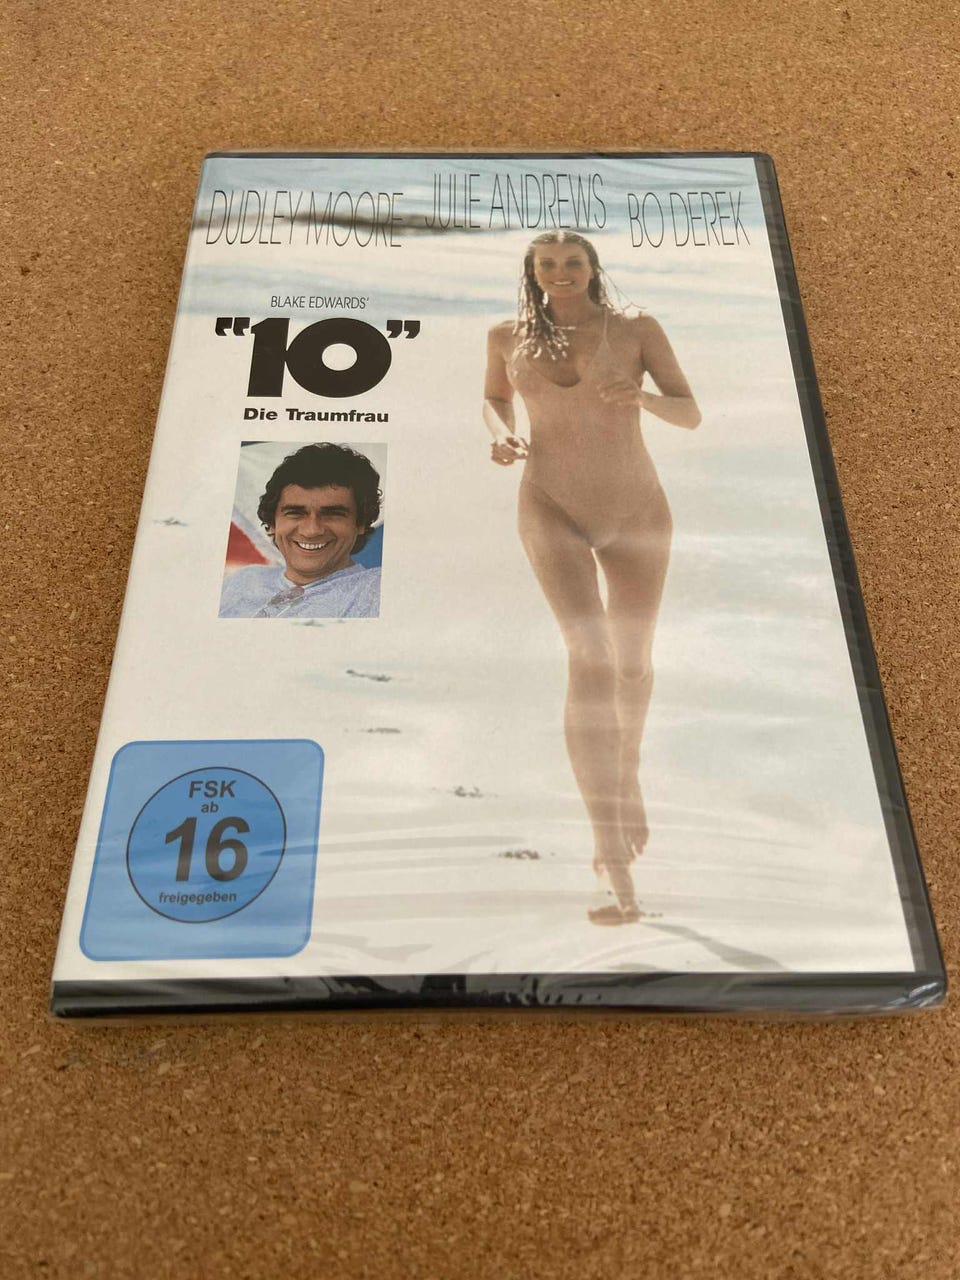 DUDLEY MOORE JULIE ANDREWS BO DEREK
BLAKE EDWARDS'
"10"
Die Traumfrau
FSK
ab
16
freigegeben